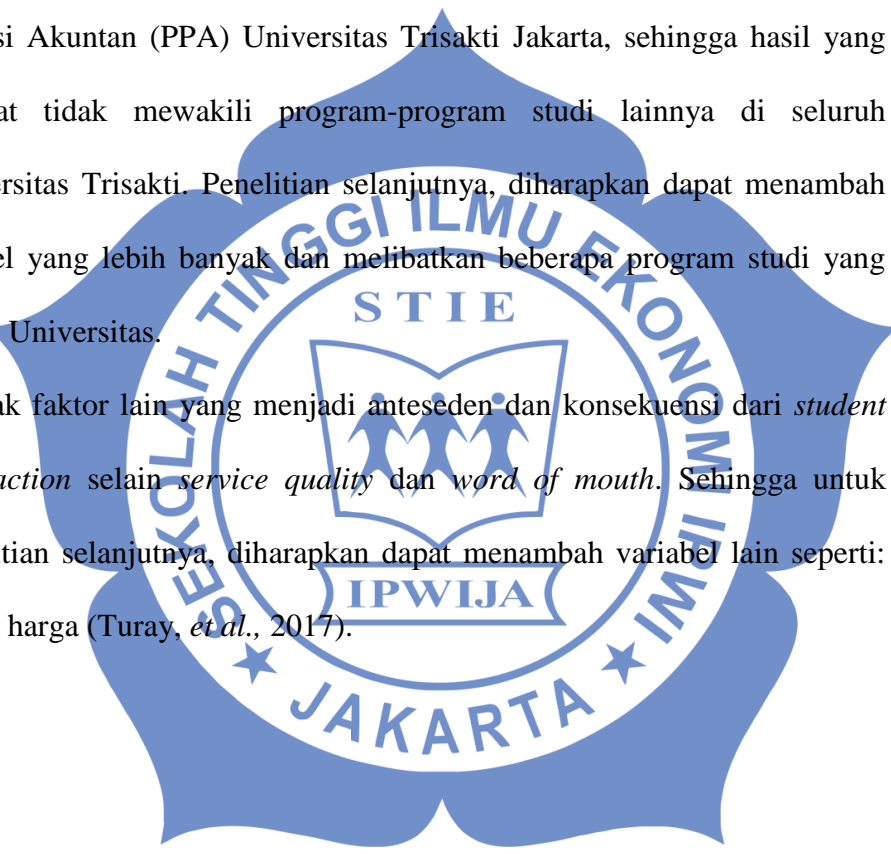 si Akuntan (PPA) Universitas Trisakti Jakarta, sehingga hasil yang
at tidak mewakili program-program studi lainnya di seluruh
ersitas Trisakti. Penelitian selanjutnya, diharapkan dapat menambah
el yang lebih banyak dan melibatkan beberapa program studi yang
Universitas.
ak faktor lain yang menjadi anteseden dan konsekuensi dari student
action selain service quality dan word of mouth. Sehingga untuk
itian selanjutnya, diharapkan dapat menambah variabel lain seperti:
harga (Turay, et al., 2017).
SEKOLAH TINGGI ILMU EKONOMI IPWI
STIE
IPWIJA
JAKARTA